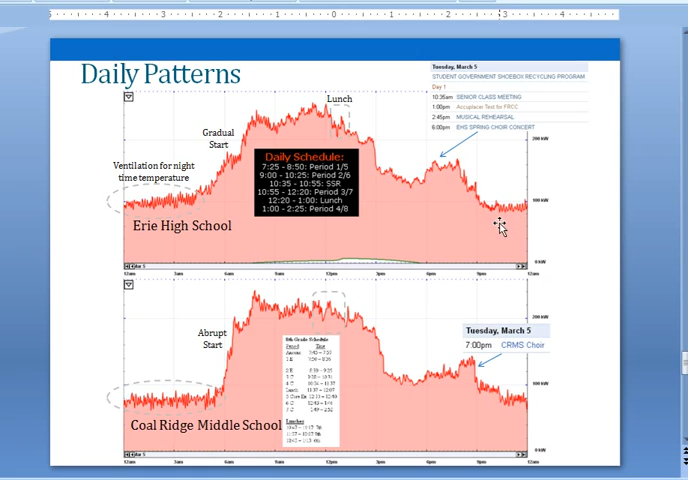 Daily Patterns
Tuesday, March 5
STUDENT GOVERNMENT SHOEBOX RECYCLING PROGRAM
Day 1
10:36am SENIOR CLASS MEETING
1:00pm Accuplacer Test for FRCC
2:45pm MUSICAL REHEARSAL
6:00pm EHS SPRING CHOIR CONCERT
Lunch
Gradual
Start
Ventilation for night
time temperature
Daily Schedule:
7:25 - 8:50: Period 1/5
9:00 - 10:25: Period 2/6
10:35 - 10:55: SSR
10:55 - 12:20: Period 3/7
12:20 - 1:00: Lunch
1:00 - 2:25: Period 4/8
200 kW
100 kW
0 kW
Erie High School
12am 3am 6am 9am 12pm 3pm 6pm 9pm 12am
Abrupt
Start
8th Grade Schedule
Period Time
Lunch
Lunches
Tuesday, March 5
7:00pm CRMS Choir
200 kW
100 kW
0 kW
Coal Ridge Middle School
12am 3am 6am 9am 12pm 3pm 6pm 9pm 12am